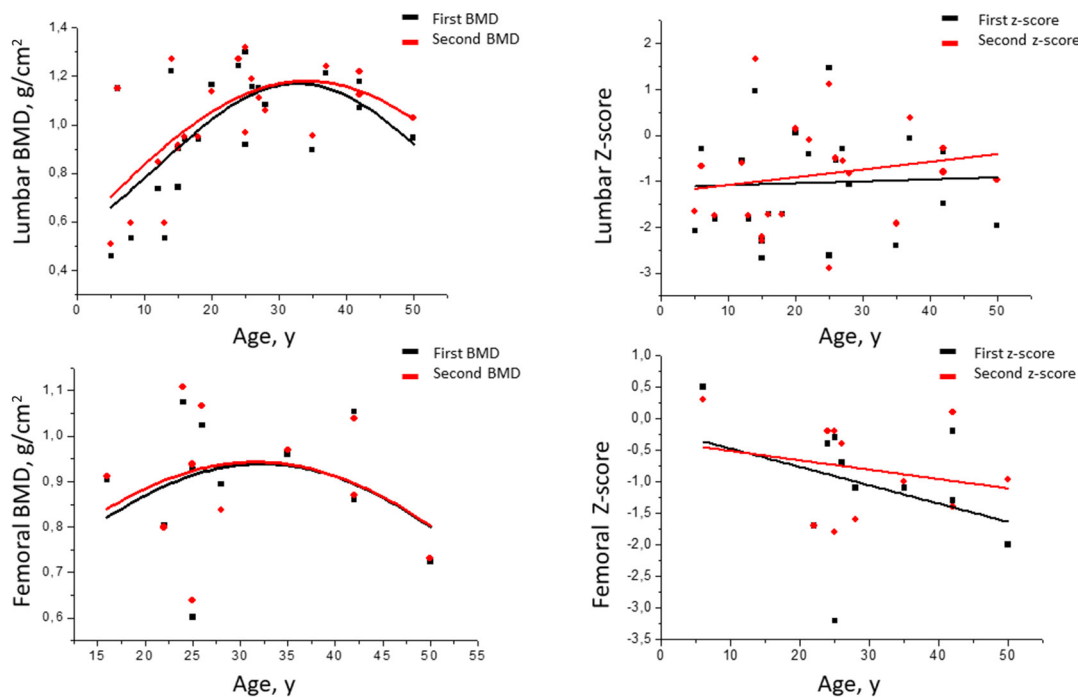 First BMD
Second BMD
1,4
1,2
1,0
0,8
0,6
0,4
Lumbar BMD, g/cm²
0 10 20 30 40 50
Age, y
First z-score
Second z-score
2
1
0
-1
-2
-3
Lumbar Z-score
0 10 20 30 40 50
Age, y
First BMD
Second BMD
1,1
1,0
0,9
0,8
0,7
0,6
Femoral BMD, g/cm²
15 20 25 30 35 40 45 50 55
Age, y
First z-score
Second z-score
1,0
0,5
0,0
-0,5
-1,0
-1,5
-2,0
-2,5
-3,0
-3,5
Femoral Z-score
0 10 20 30 40 50
Age, y